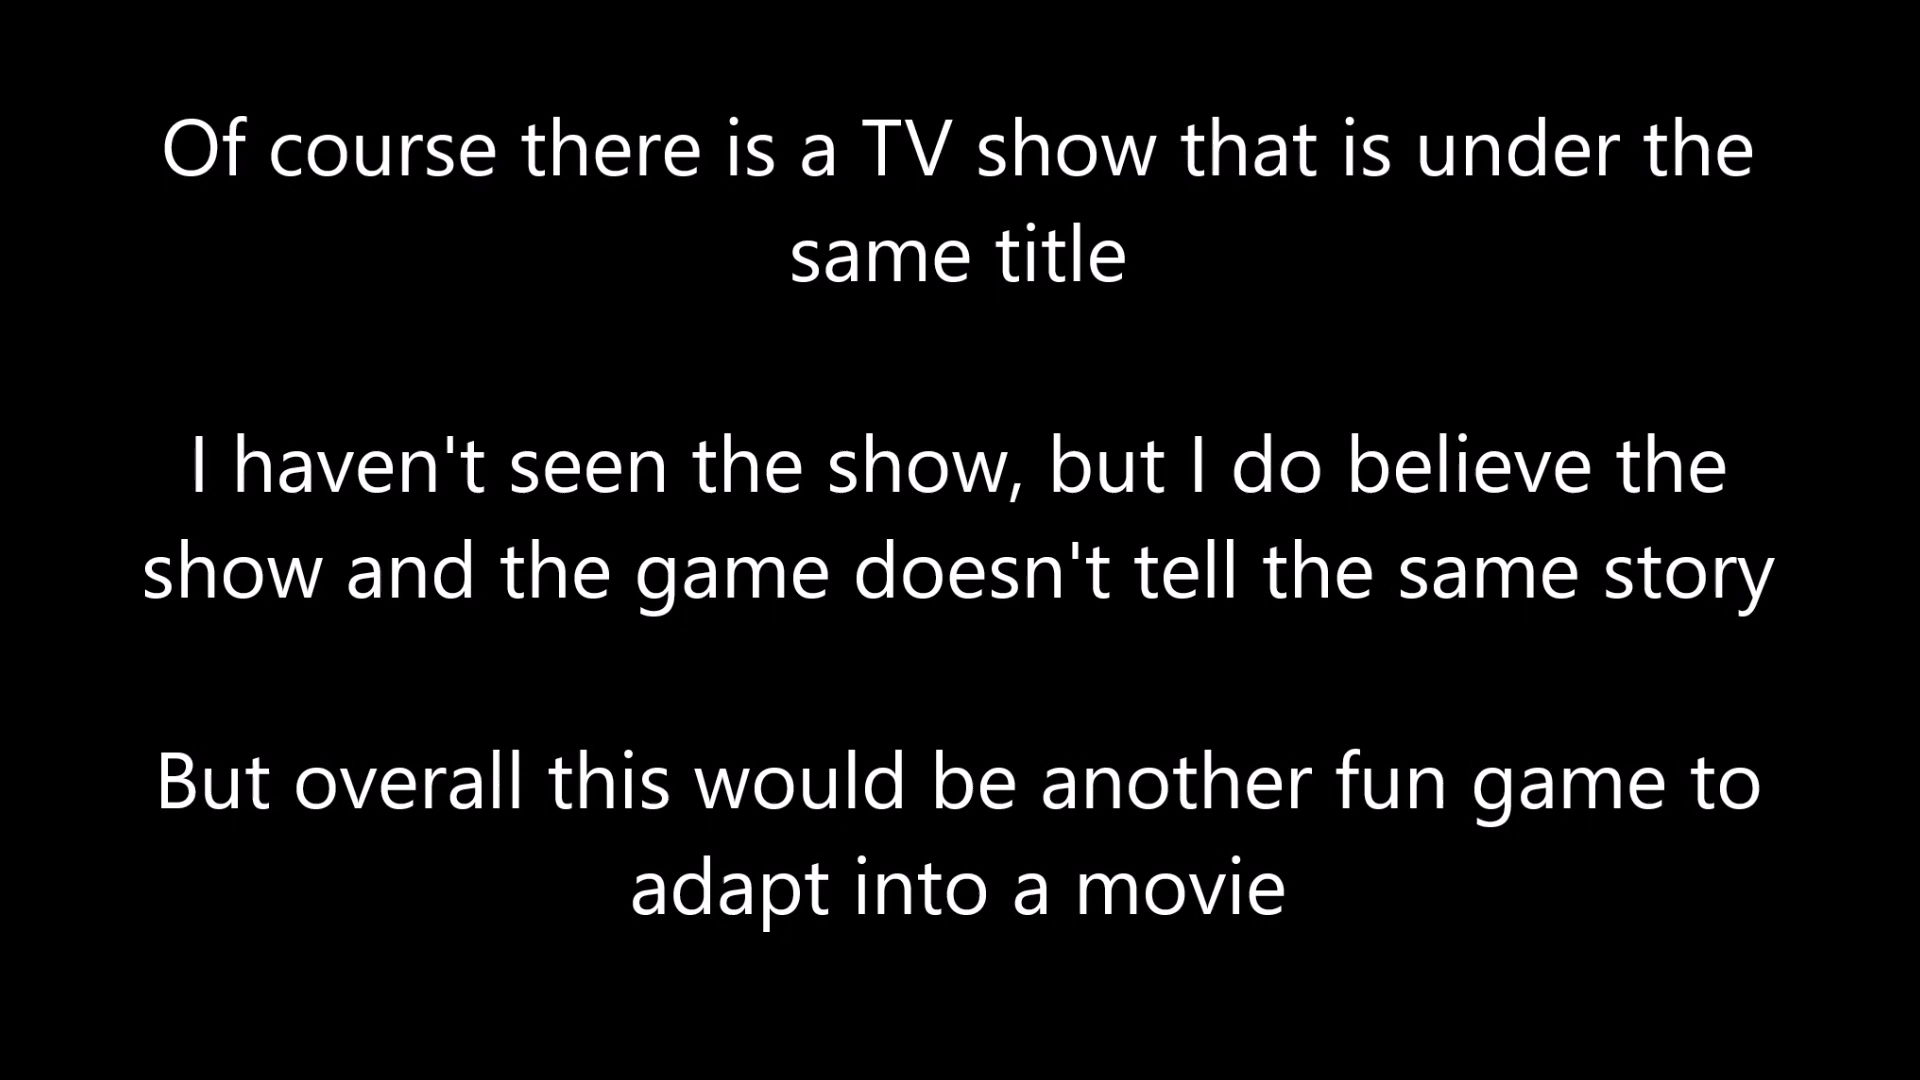 Of course there is a TV show that is under the
same title
I haven't seen the show, but I do believe the
show and the game doesn't tell the same story
But overall this would be another fun game to
adapt into a movie